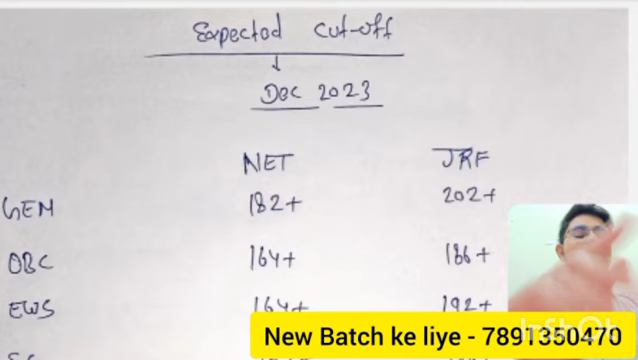 Expected Cut-off
Dec 2023
NET JRF
GEN 182+ 202+
OBC 164+ 186+
EWS 164+ 192+
New Batch ke liye - 7891350470